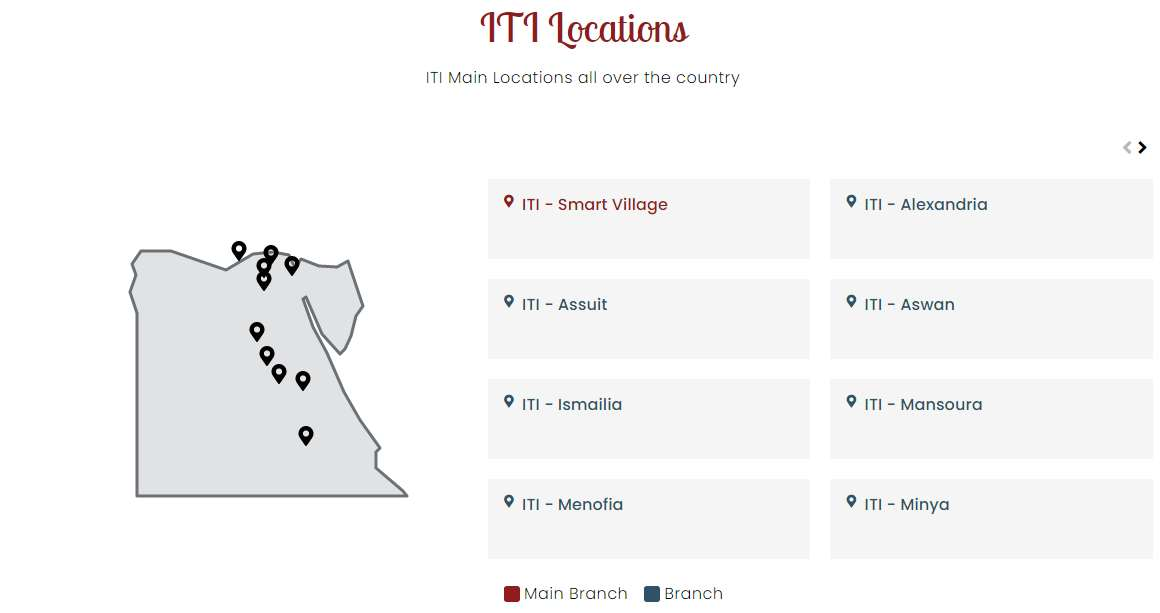 ITI Locations
ITI Main Locations all over the country
ITI - Smart Village
ITI - Alexandria
ITI - Assuit
ITI - Aswan
ITI - Ismailia
ITI - Mansoura
ITI - Menofia
ITI - Minya
Main Branch
Branch